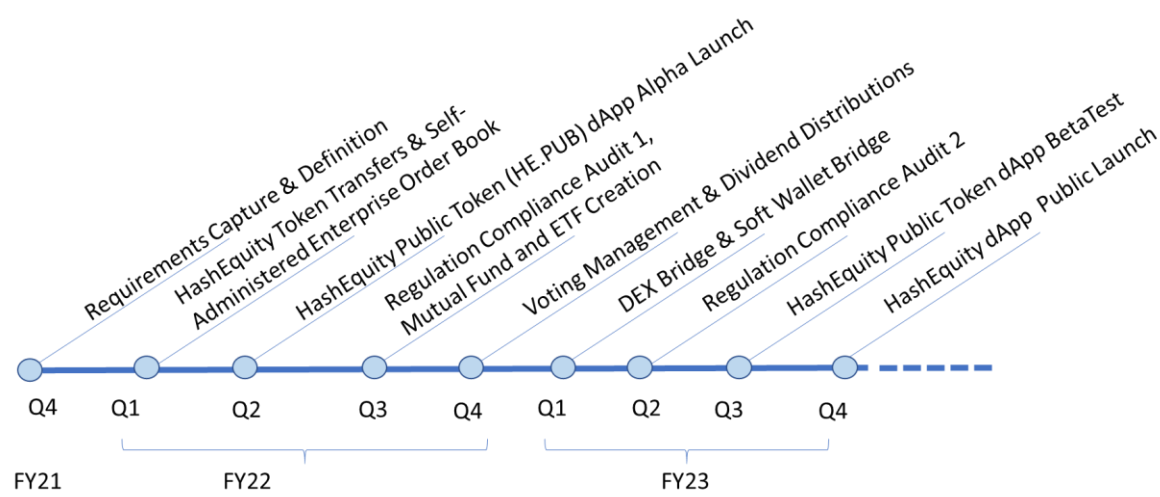 Requirements Capture & Definition
HashEquity Token Transfers & Self-
Administered Enterprise Order Book
HashEquity Public Token (HE.PUB) dApp Alpha Launch
Regulation Compliance Audit 1,
Mutual Fund and ETF Creation
Voting Management & Dividend Distributions
DEX Bridge & Soft Wallet Bridge
Regulation Compliance Audit 2
HashEquity Public Token dApp BetaTest
HashEquity dApp Public Launch
Q4 Q1 Q2 Q3 Q4 Q1 Q2 Q3 Q4
FY21 FY22 FY23